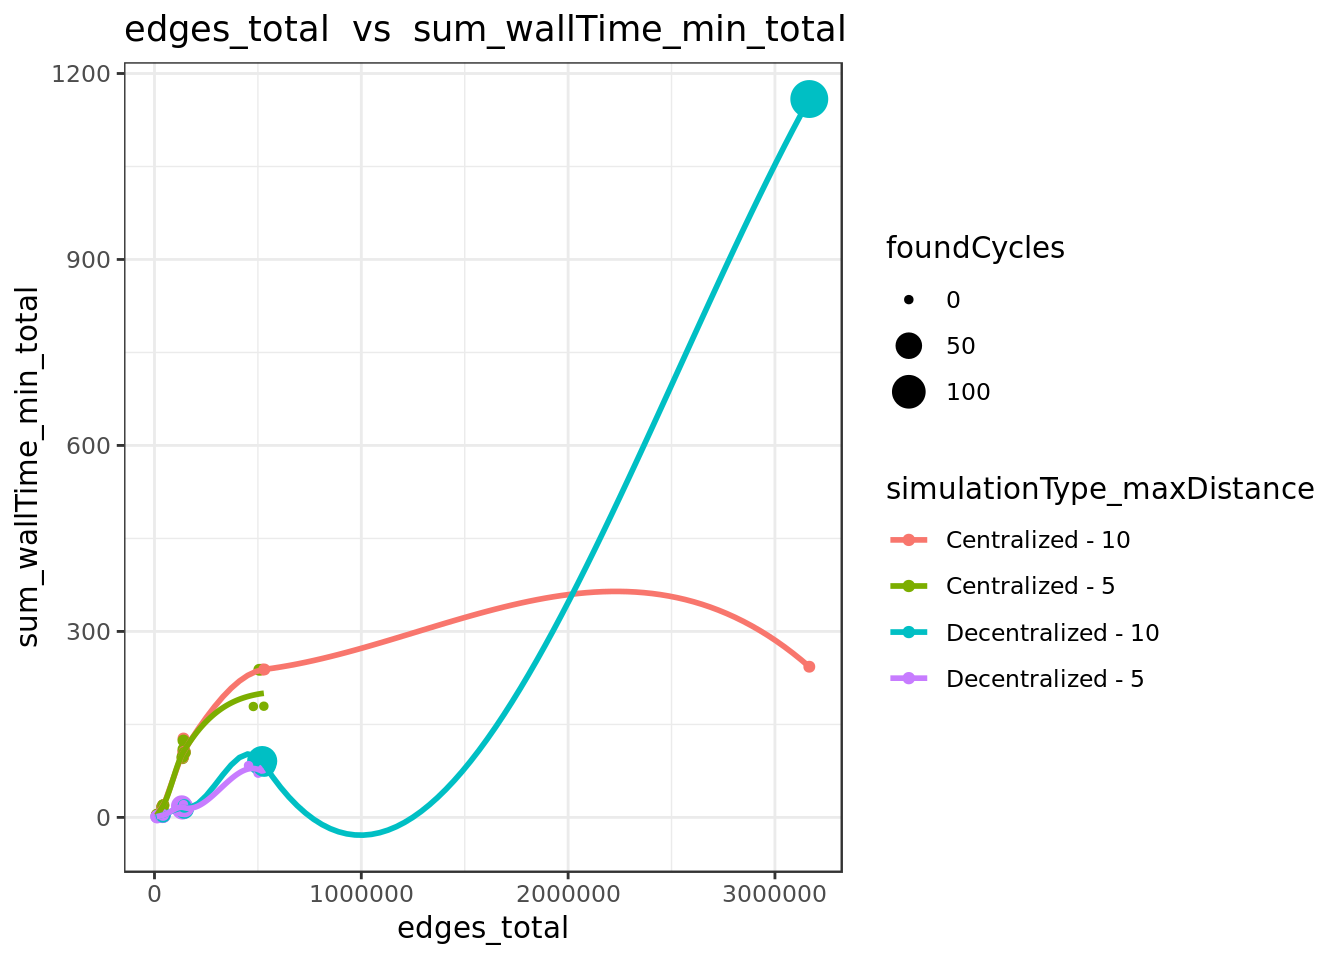 edges_total  vs  sum_wallTime_min_total
sum_wallTime_min_total
1200
900
600
300
0
0
1000000
2000000
3000000
edges_total
foundCycles
0
50
100
simulationType_maxDistance
Centralized - 10
Centralized - 5
Decentralized - 10
Decentralized - 5